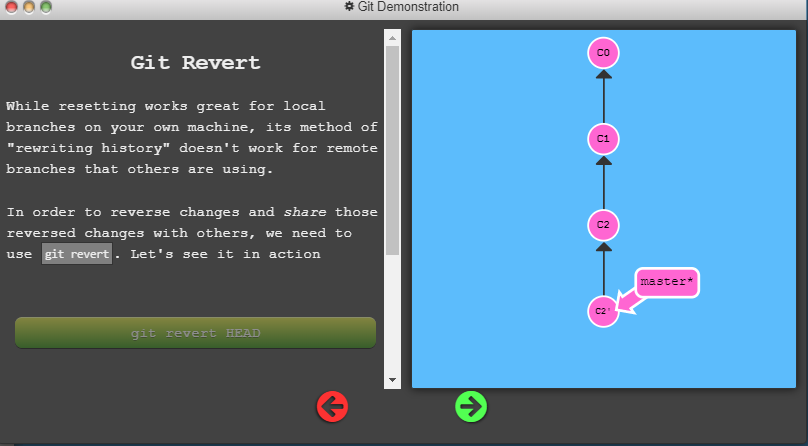 Git Demonstration
Git Revert
While resetting works great for local
branches on your own machine, its method of
"rewriting history" doesn't work for remote
branches that others are using.
In order to reverse changes and share those
reversed changes with others, we need to
use git revert. Let's see it in action
git revert HEAD
C0
C1
C2
master*
C2'